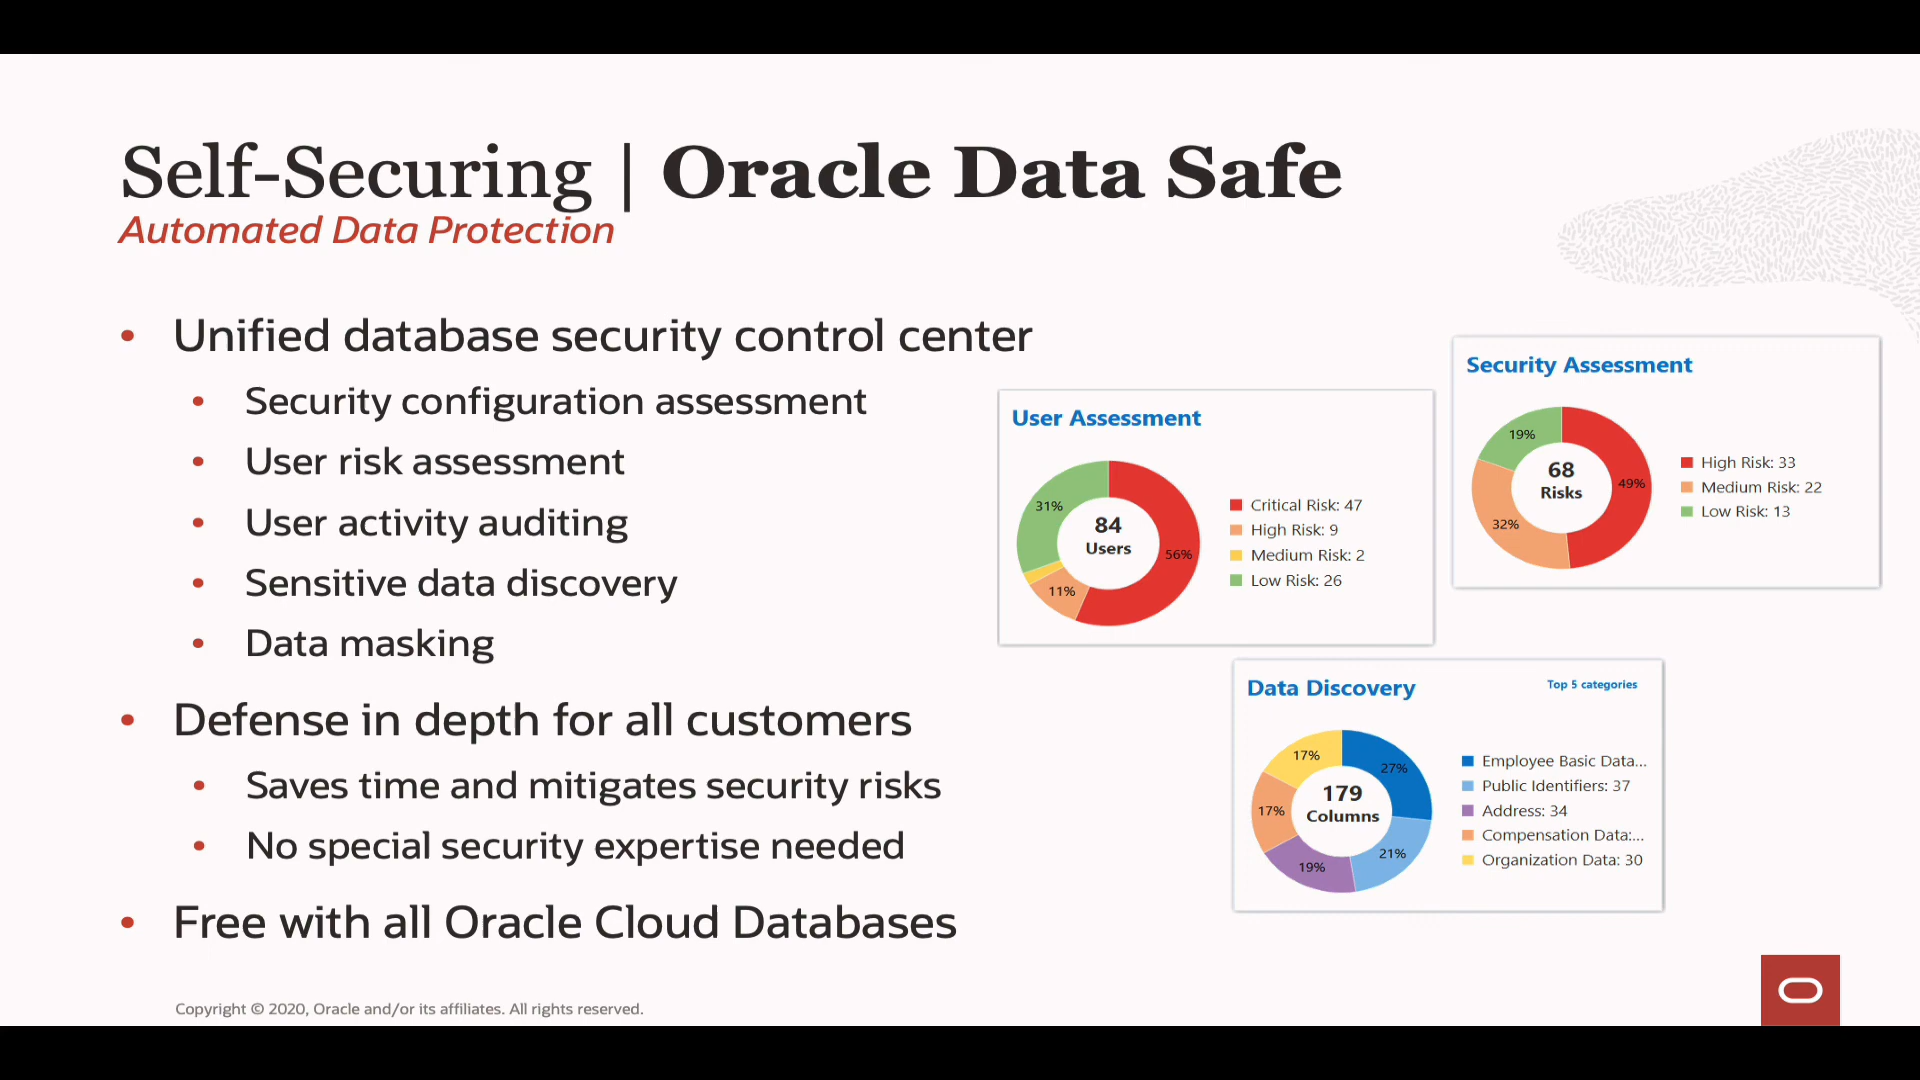 Self-Securing | Oracle Data Safe
Automated Data Protection
• Unified database security control center
• Security configuration assessment
• User risk assessment
• User activity auditing
• Sensitive data discovery
• Data masking
• Defense in depth for all customers
• Saves time and mitigates security risks
• No special security expertise needed
• Free with all Oracle Cloud Databases
User Assessment
31%
56%
11%
84
Users
Critical Risk: 47
High Risk: 9
Medium Risk: 2
Low Risk: 26
Security Assessment
19%
49%
32%
68
Risks
High Risk: 33
Medium Risk: 22
Low Risk: 13
Data Discovery
Top 5 categories
17%
27%
17%
21%
19%
179
Columns
Employee Basic Data...
Public Identifiers: 37
Address: 34
Compensation Data:...
Organization Data: 30
Copyright © 2020, Oracle and/or its affiliates. All rights reserved.